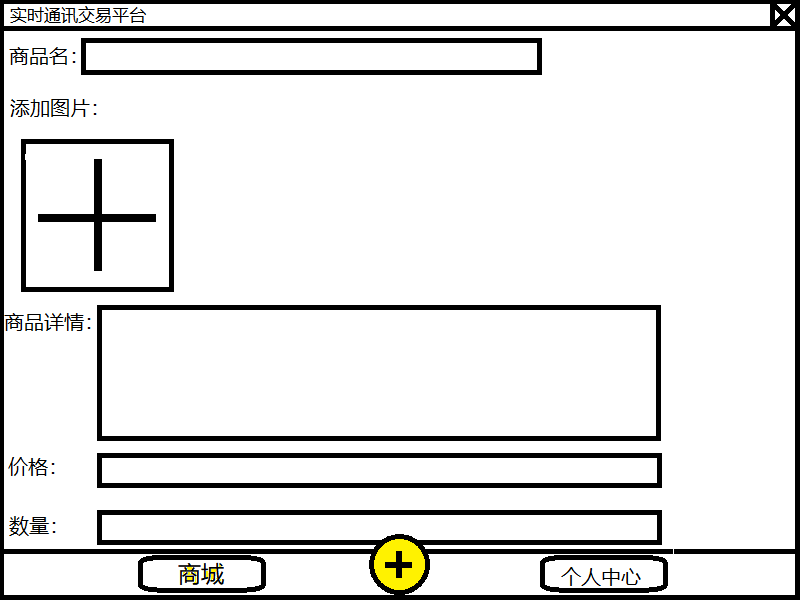 实时通讯交易平台
商品名：
添加图片：
商品详情：
价格：
数量：
商城
个人中心